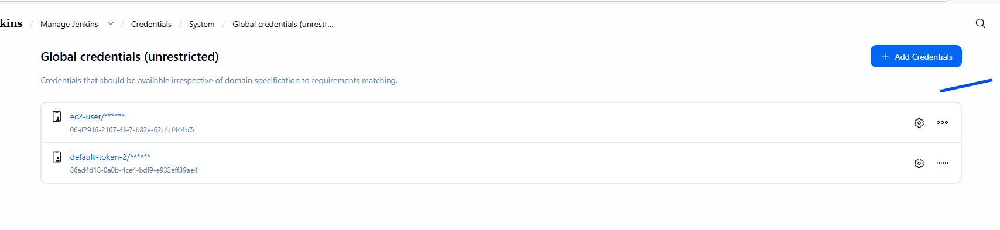 kins / Manage Jenkins / Credentials / System / Global credentials (unrestr...
Global credentials (unrestricted)
+ Add Credentials
Credentials that should be available irrespective of domain specification to requirements matching.
ec2-user/******
06af2916-2167-4fe7-b82e-62c4cf444b7c
default-token-2/******
86ad4d18-0a0b-4ce4-bdf9-e932eff39ae4